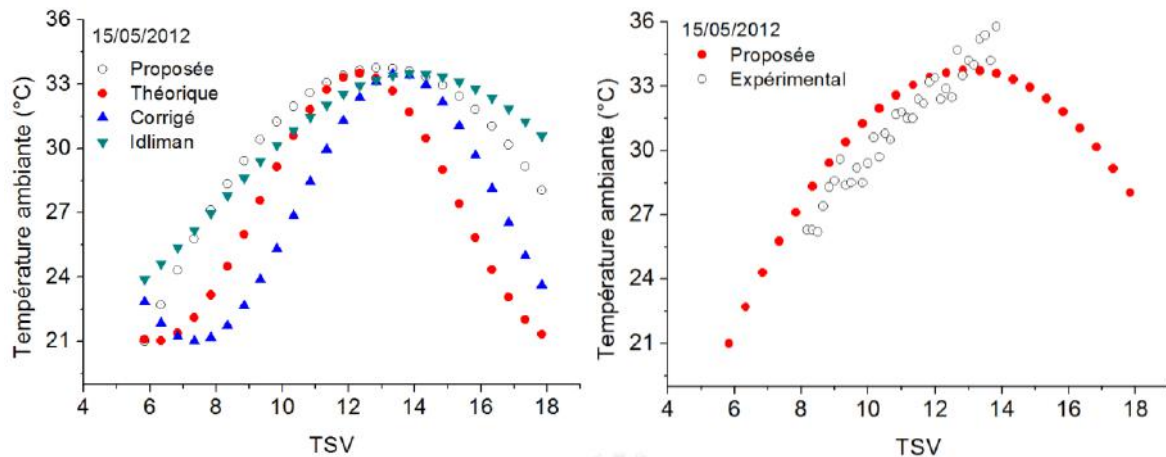 36
33
30
27
24
21
Température ambiante (°C)
15/05/2012
Proposée
Théorique
Corrigé
Idliman
4 6 8 10 12 14 16 18
TSV
36
33
30
27
24
21
Température ambiante (°C)
15/05/2012
Proposée
Expérimental
4 6 8 10 12 14 16 18
TSV